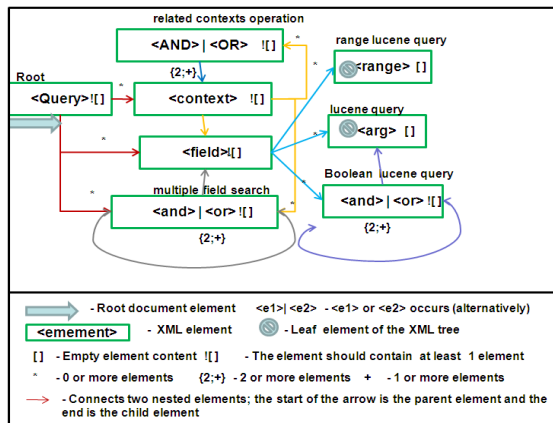 related contexts operation
<AND> | <OR> ![]
*
{2;+}
range lucene query
*
<range> []
Root
<Query>![]
*
<context> ![]
lucene query
*
<arg> []
*
<field>![]
*
Boolean lucene query
*
multiple field search
*
<and> | <or> ![]
<and> | <or> ![]
{2;+}
{2;+}
- Root document element <e1>| <e2> - <e1> or <e2> occurs (alternatively)
<emement> - XML element - Leaf element of the XML tree
[ ] - Empty element content ![ ] - The element should contain at least 1 element
* - 0 or more elements {2;+} - 2 or more elements + - 1 or more elements
- Connects two nested elements; the start of the arrow is the parent element and the
end is the child element